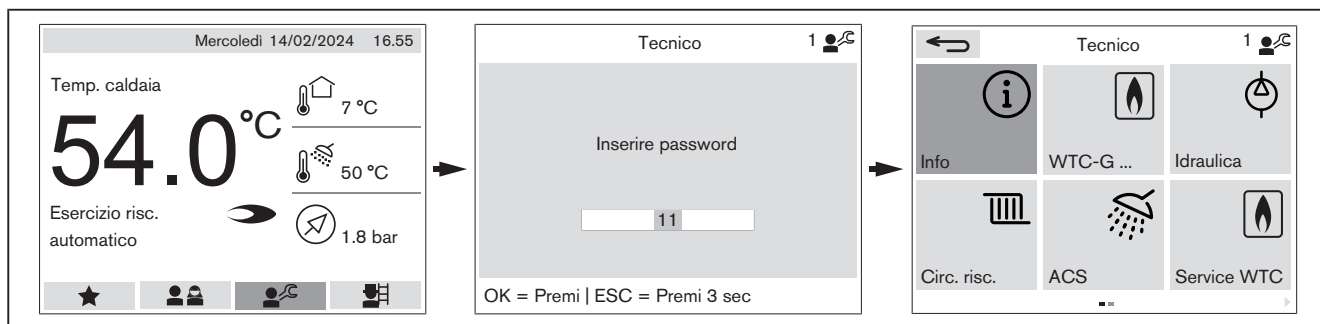 Mercoledì 14/02/2024 16.55
Temp. caldaia
54.0°C
7 °C
50 °C
Esercizio risc.
automatico
1.8 bar
Tecnico 1
Inserire password
11
OK = Premi | ESC = Premi 3 sec
Tecnico 1
Info
WTC-G ...
Idraulica
Circ. risc.
ACS
Service WTC